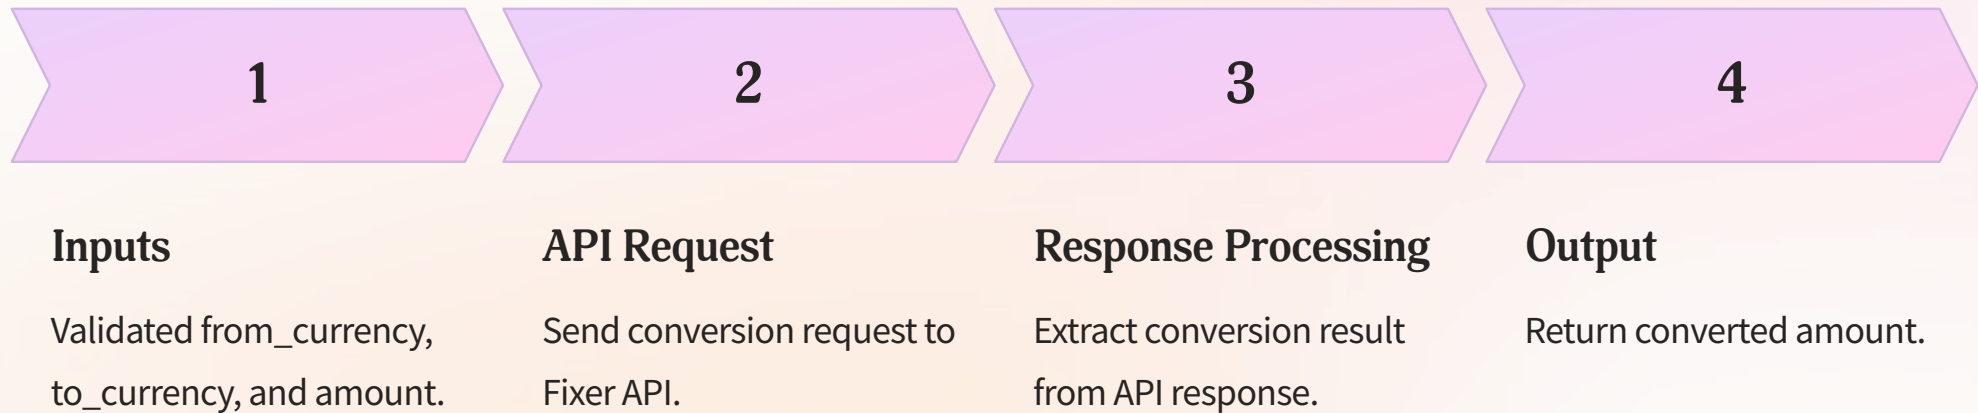 1
2
3
4
Inputs
Validated from_currency,
to_currency, and amount.
API Request
Send conversion request to
Fixer API.
Response Processing
Extract conversion result
from API response.
Output
Return converted amount.